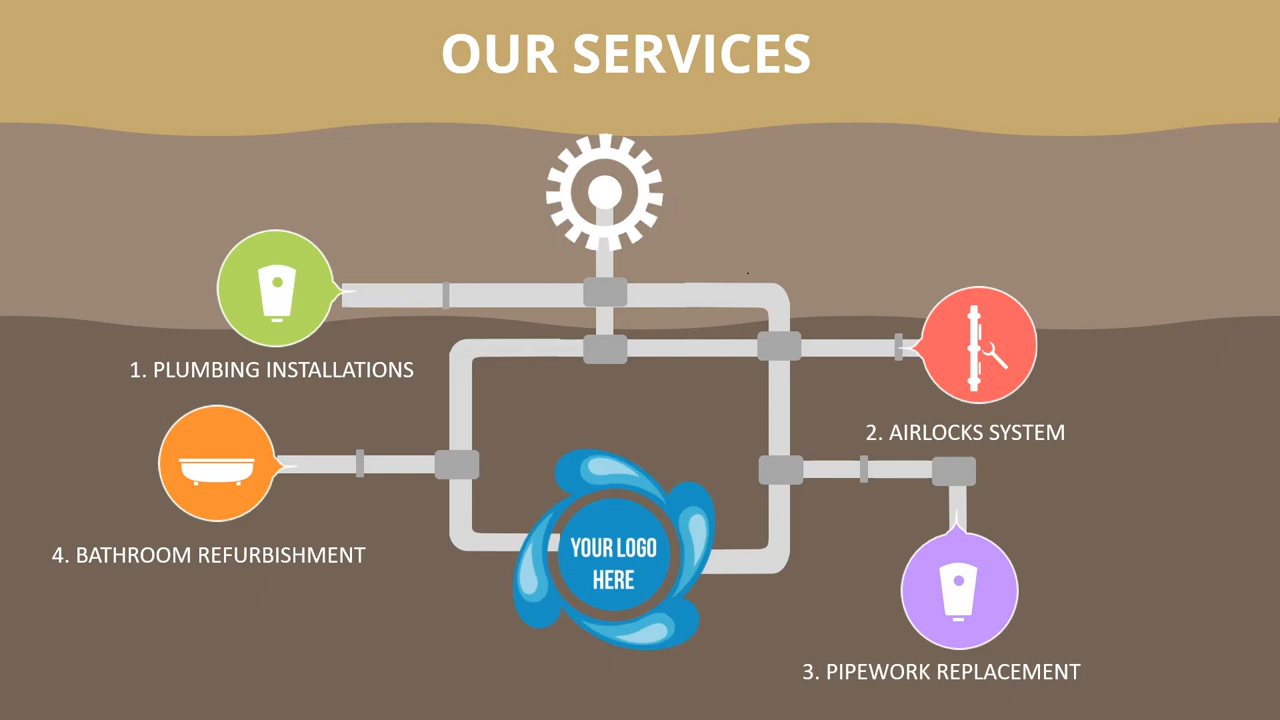 OUR SERVICES
1. PLUMBING INSTALLATIONS
2. AIRLOCKS SYSTEM
4. BATHROOM REFURBISHMENT
YOUR LOGO
HERE
3. PIPEWORK REPLACEMENT